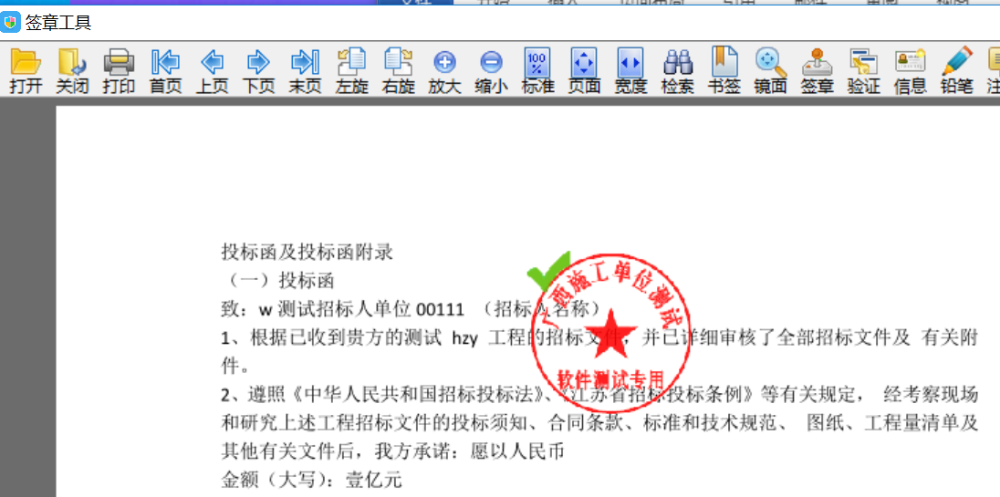 文件
签章工具
打开 关闭 打印 首页 上页 下页 末页 左旋 右旋 放大 缩小 标准 页面 宽度 检索 书签 镜面 签章 验证 信息 铅笔 注
100%
投标函及投标函附录
（一）投标函
致：w 测试招标人单位 00111 （招标人名称）
广西施工单位测试
软件测试专用
1、根据已收到贵方的测试 hzy 工程的招标文件，并已详细审核了全部招标文件及 有关附
件。
2、遵照《中华人民共和国招标投标法》、《江苏省招标投标条例》等有关规定， 经考察现场
和研究上述工程招标文件的投标须知、合同条款、标准和技术规范、 图纸、工程量清单及
其他有关文件后，我方承诺：愿以人民币
金额（大写）：壹亿元